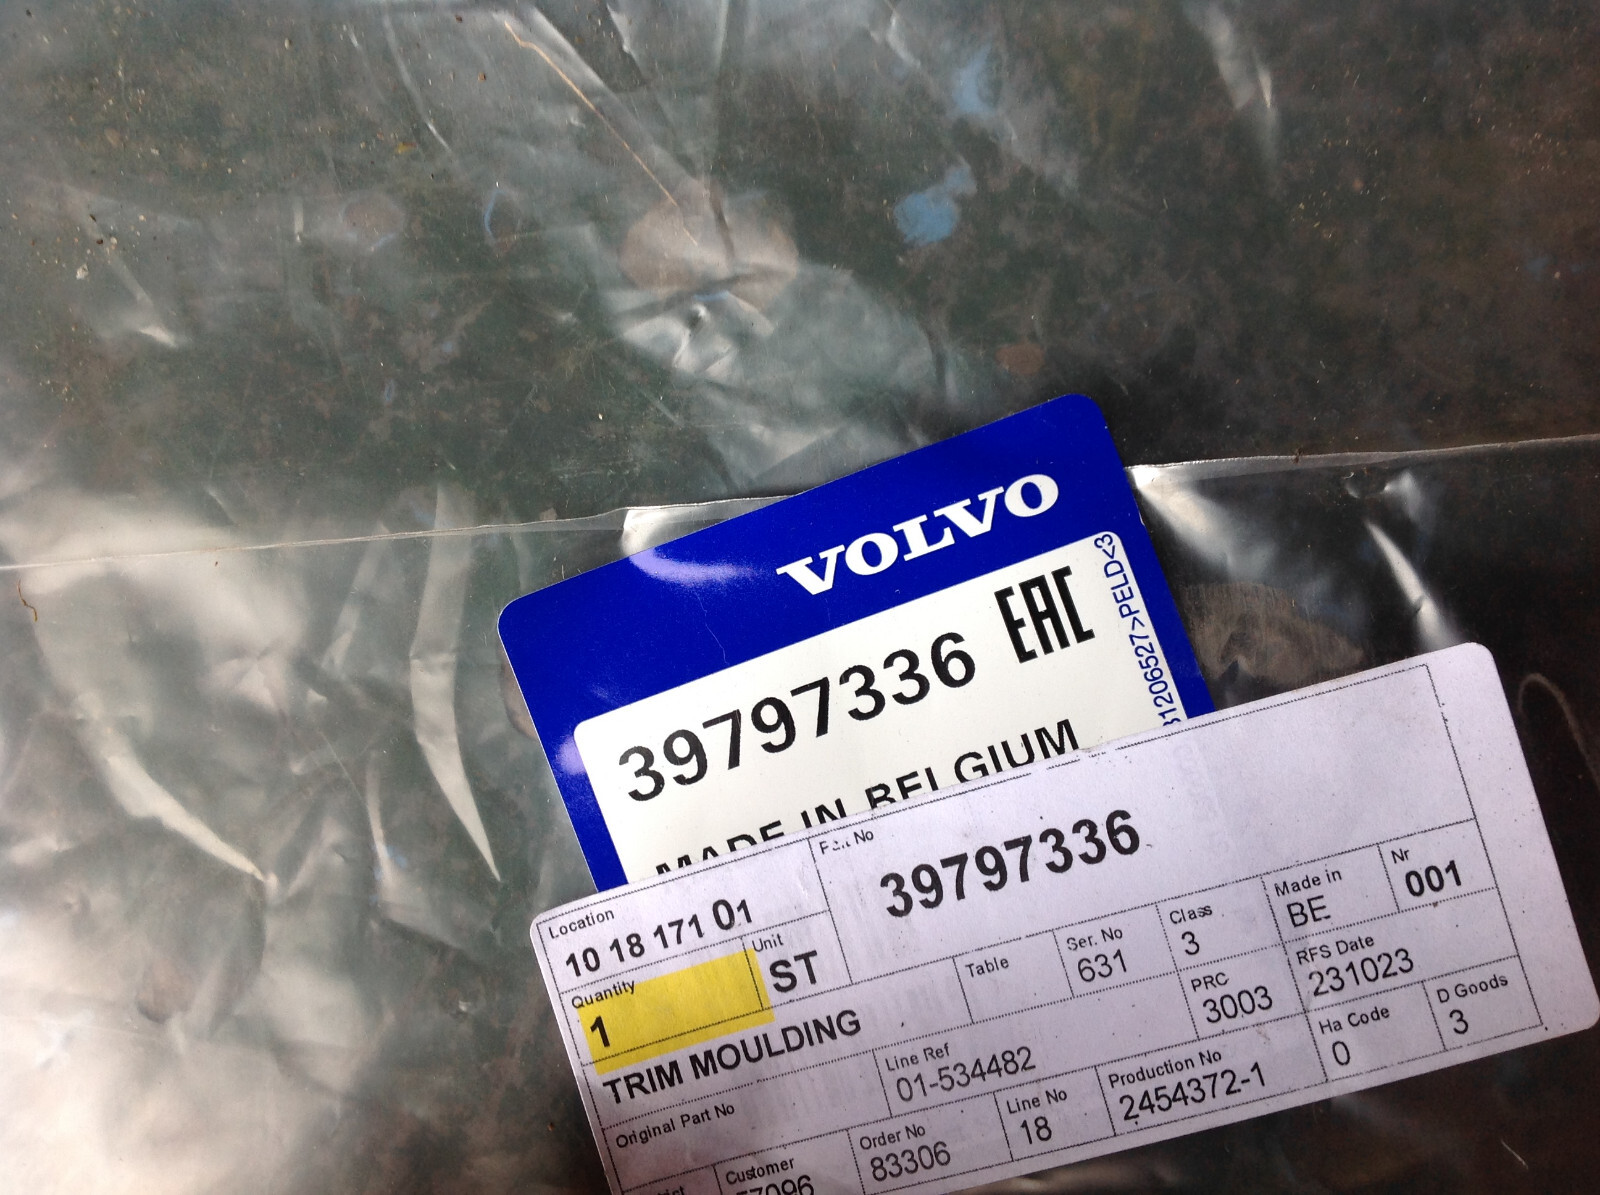 VOLVO
39797336 EAC
31206527>PELD<3
MADE IN BELGIUM
Location
10 18 171 01
Part No
39797336
Quantity
1
Unit
ST
Table
Ser. No
631
Class
3
Made in
BE
Nr
001
TRIM MOULDING
Line Ref
01-534482
PRC
3003
RFS Date
231023
Original Part No
Order No
83306
Line No
18
Production No
2454372-1
Ha Code
0
D Goods
3
Customer